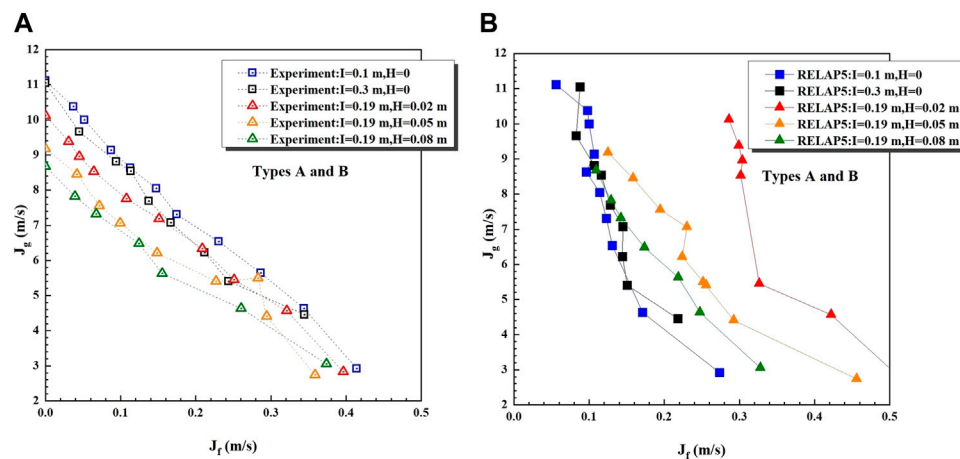 A
12
11
10
9
8
7
6
5
4
3
2
J_g (m/s)
Experiment:I=0.1 m,H=0
Experiment:I=0.3 m,H=0
Experiment:I=0.19 m,H=0.02 m
Experiment:I=0.19 m,H=0.05 m
Experiment:I=0.19 m,H=0.08 m
Types A and B
0.0 0.1 0.2 0.3 0.4 0.5
J_f (m/s)
B
12
11
10
9
8
7
6
5
4
3
2
J_g (m/s)
RELAP5:I=0.1 m,H=0
RELAP5:I=0.3 m,H=0
RELAP5:I=0.19 m,H=0.02 m
RELAP5:I=0.19 m,H=0.05 m
RELAP5:I=0.19 m,H=0.08 m
Types A and B
0.0 0.1 0.2 0.3 0.4 0.5
J_f (m/s)